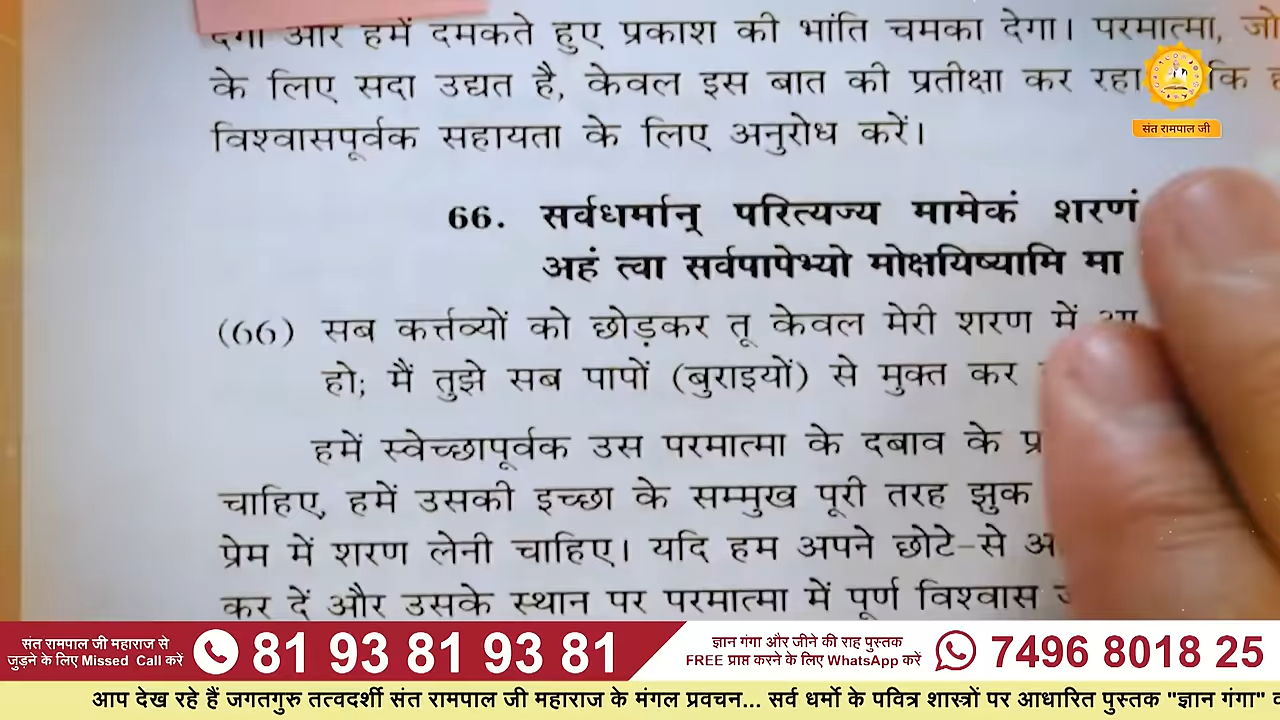 देगा और हमें दमकते हुए प्रकाश की भांति चमका देगा। परमात्मा, जो
के लिए सदा उद्यत है, केवल इस बात की प्रतीक्षा कर रहा कि
विश्वासपूर्वक सहायता के लिए अनुरोध करें।
संत रामपाल जी
66. सर्वधर्मान् परित्यज्य मामेकं शरणं
अहं त्वा सर्वपापेभ्यो मोक्षयिष्यामि मा
(66) सब कर्त्तव्यों को छोड़कर तू केवल मेरी शरण में
हो; मैं तुझे सब पापों (बुराइयों) से मुक्त कर
हमें स्वेच्छापूर्वक उस परमात्मा के दबाव के
चाहिए, हमें उसकी इच्छा के सम्मुख पूरी तरह झुक
प्रेम में शरण लेनी चाहिए। यदि हम अपने छोटे-से
कर दें और उसके स्थान पर परमात्मा में पूर्ण विश्वास
संत रामपाल जी महाराज से
जुड़ने के लिए Missed Call करें
81 93 81 93 81
ज्ञान गंगा और जीने की राह पुस्तक
FREE प्राप्त करने के लिए WhatsApp करें
7496 8018 25
आप देख रहे हैं जगतगुरु तत्वदर्शी संत रामपाल जी महाराज के मंगल प्रवचन... सर्व धर्मो के पवित्र शास्त्रों पर आधारित पुस्तक "ज्ञान गंगा"